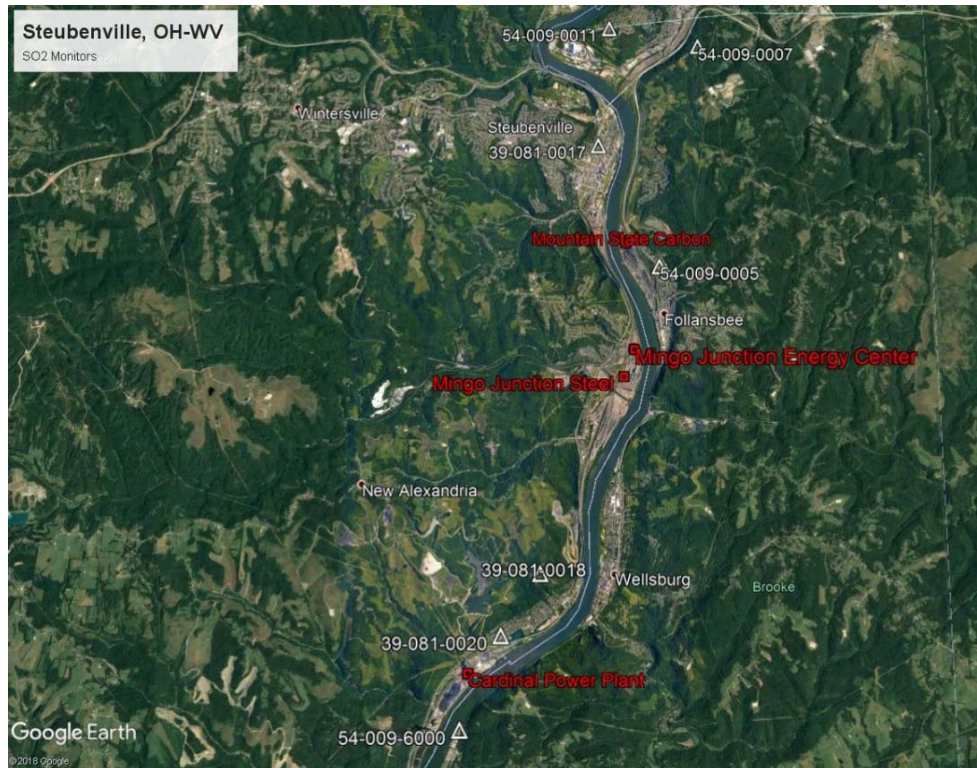 Steubenville, OH-WV
SO2 Monitors
54-009-0011
54-009-0007
Wintersville
Steubenville
39-081-0017
Mountain State Carbon
54-009-0005
Follansbee
Mingo Junction Energy Center
Mingo Junction Steel
New Alexandria
39-081-0018
Wellsburg
Brooke
39-081-0020
Cardinal Power Plant
54-009-6000
Google Earth
©2018 Google